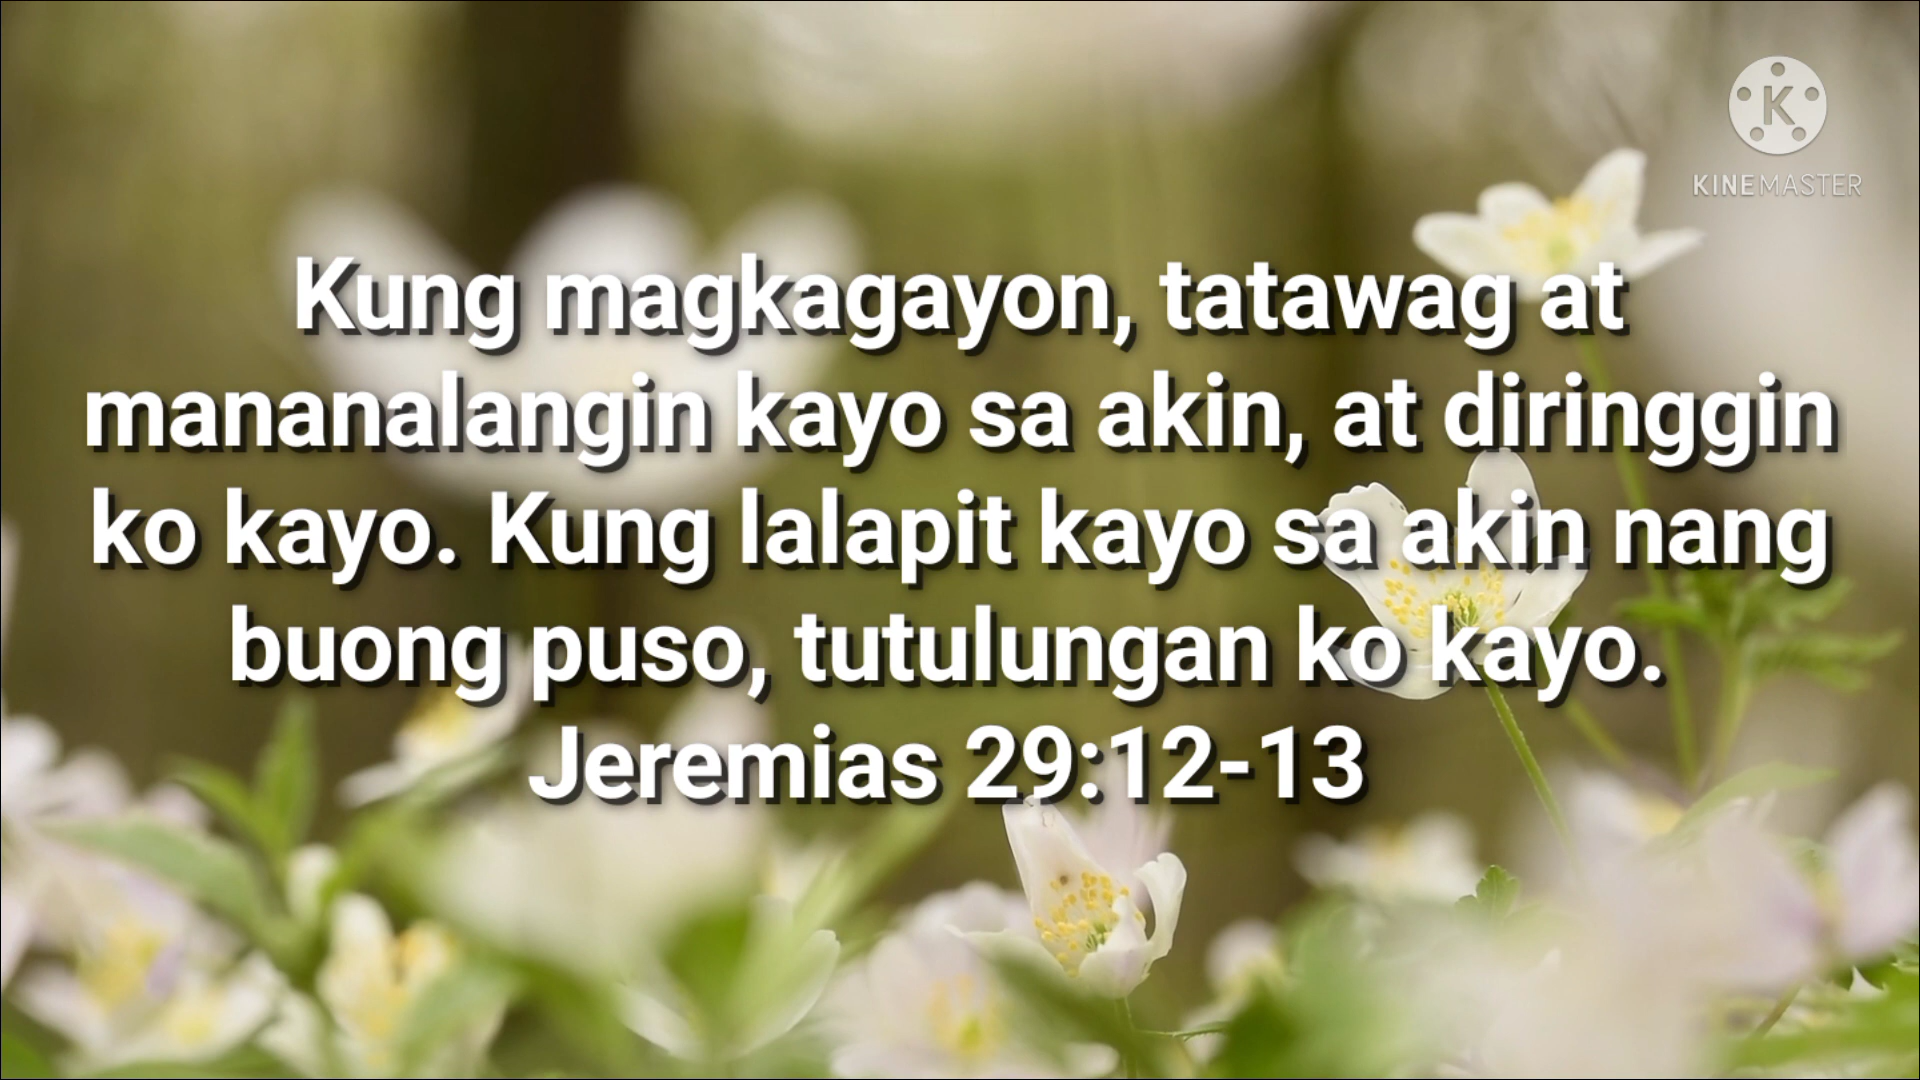 K
KINEMASTER
Kung magkagayon, tatawag at
mananalangin kayo sa akin, at diringgin
ko kayo. Kung lalapit kayo sa akin nang
buong puso, tutulungan ko kayo.
Jeremias 29:12-13